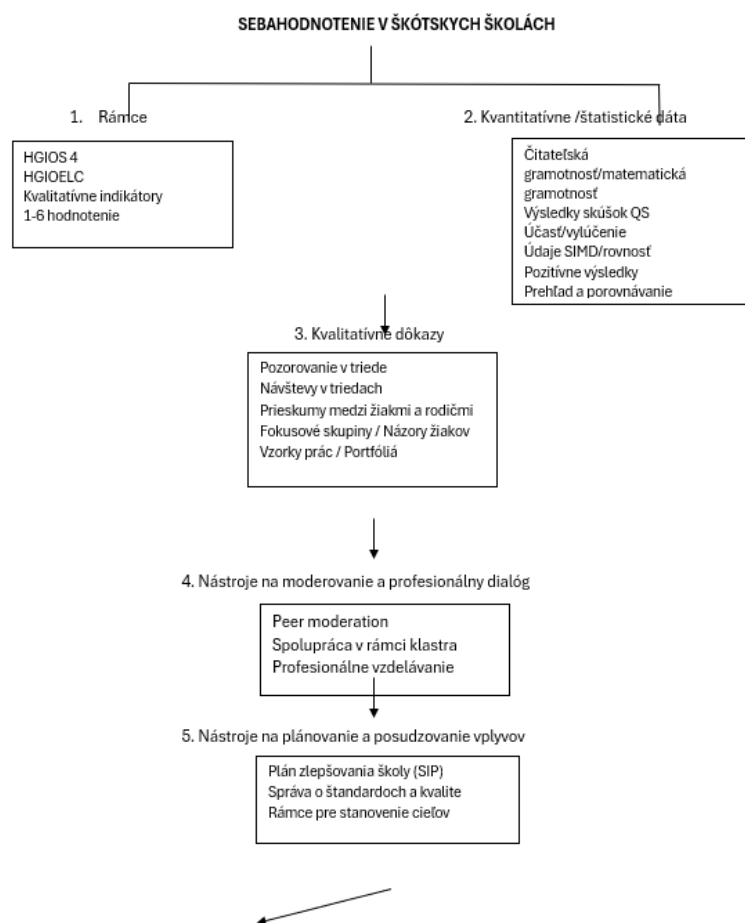 SEBAHODNOTENIE V ŠKÓTSKYCH ŠKOLÁCH
1. Rámce
HGIOS 4
HGIOELC
Kvalitatívne indikátory
1-6 hodnotenie
2. Kvantitatívne /štatistické dáta
Čitateľská
gramotnosť/matematická
gramotnosť
Výsledky skúšok QS
Účasť/vylúčenie
Údaje SIMD/rovnosť
Pozitívne výsledky
Prehľad a porovnávanie
3. Kvalitatívne dôkazy
Pozorovanie v triede
Návštevy v triedach
Prieskumy medzi žiakmi a rodičmi
Fokusové skupiny / Názory žiakov
Vzorky prác / Portfóliá
4. Nástroje na moderovanie a profesionálny dialóg
Peer moderation
Spolupráca v rámci klastra
Profesionálne vzdelávanie
5. Nástroje na plánovanie a posudzovanie vplyvov
Plán zlepšovania školy (SIP)
Správa o štandardoch a kvalite
Rámce pre stanovenie cieľov